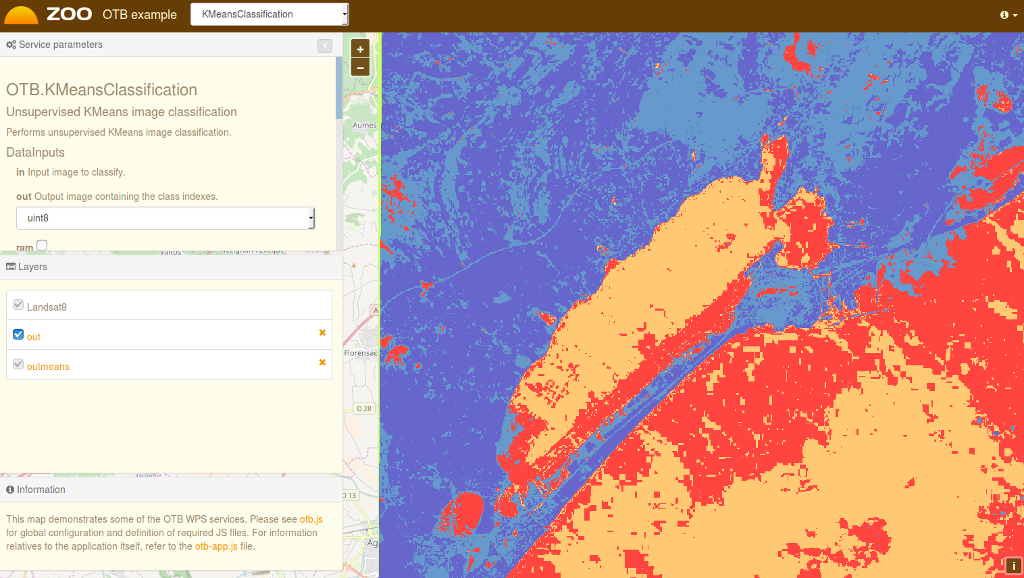 ZOO OTB example KMeansClassification
Service parameters
OTB.KMeansClassification
Unsupervised KMeans image classification
Performs unsupervised KMeans image classification.
DataInputs
in Input image to classify.
out Output image containing the class indexes.
uint8
ram
Layers
Landsat8
out
outmeans
Information
This map demonstrates some of the OTB WPS services. Please see otb.js
for global configuration and definition of required JS files. For information
relatives to the application itself, refer to the otb-app.js file.
+
−
Aumes
Florensac
D 28
D 13
Ag
i